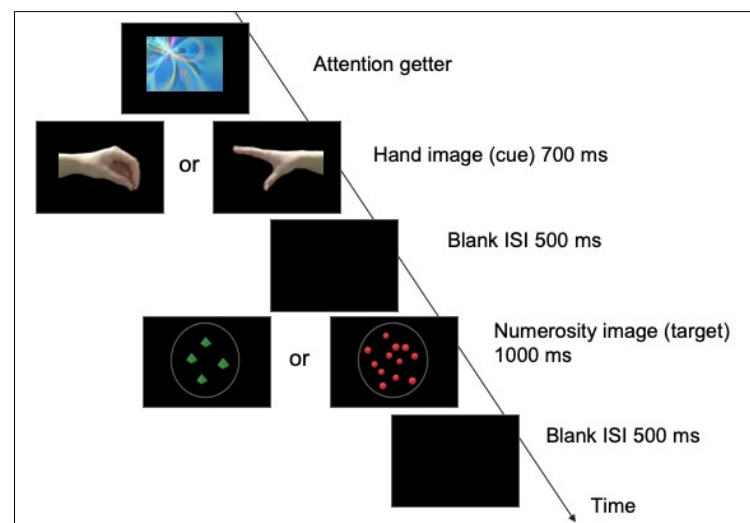 Attention getter
or
Hand image (cue) 700 ms
Blank ISI 500 ms
or
Numerosity image (target)
1000 ms
Blank ISI 500 ms
Time